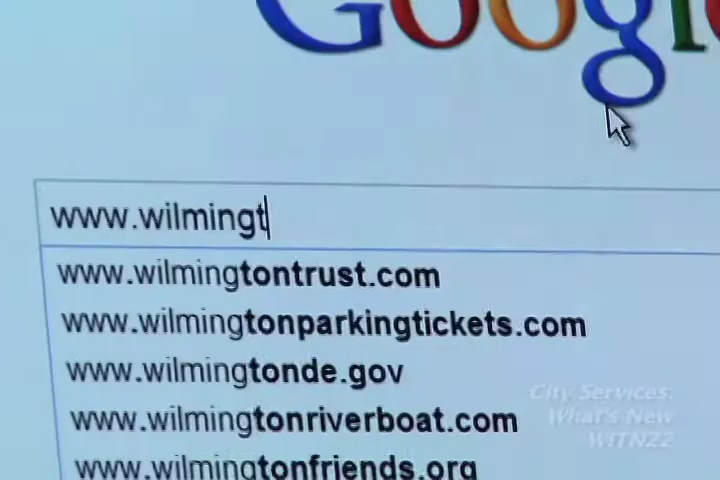 Google
www.wilmingt
www.wilmingtontrust.com
www.wilmingtonparkingtickets.com
www.wilmingtonde.gov
www.wilmingtonriverboat.com
www.wilmingtonfriends.org
City Services:
What's New
WITN22